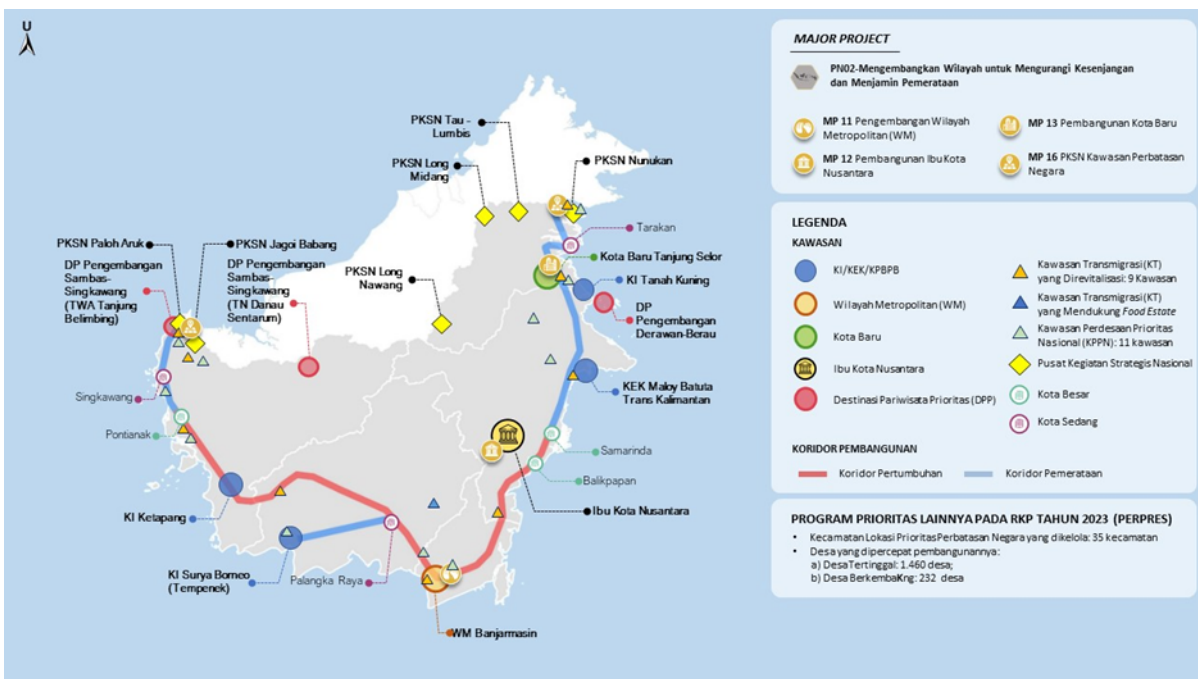 U
PKSN Tau -
Lumbis
PKSN Long
Midang
PKSN Nunukan
Tarakan
PKSN Paloh Aruk
PKSN Jagoi Babang
DP Pengembangan
Sambas-
Singkawang
(TWA Tanjung
Belimbing)
DP Pengembangan
Sambas-
Singkawang
(TN Danau
Sentarum)
PKSN Long
Nawang
Kota Baru Tanjung Selor
KI Tanah Kuning
DP
Pengembangan
Derawan-Berau
KEK Maloy Batuta
Trans Kalimantan
Singkawang
Pontianak
Samarinda
Balikpapan
Ibu Kota Nusantara
KI Ketapang
KI Surya Borneo
(Tempenek)
Palangka Raya
WM Banjarmasin
MAJOR PROJECT
PN02-Mengembangkan Wilayah untuk Mengurangi Kesenjangan
dan Menjamin Pemerataan
MP 11 Pengembangan Wilayah
Metropolitan (WM)
MP 13 Pembangunan Kota Baru
MP 12 Pembangunan Ibu Kota
Nusantara
MP 16 PKSN Kawasan Perbatasan
Negara
LEGENDA
KAWASAN
KI/KEK/KPBPB
Wilayah Metropolitan (WM)
Kota Baru
Ibu Kota Nusantara
Destinasi Pariwisata Prioritas (DPP)
Kawasan Transmigrasi (KT)
yang Direvitalisasi: 9 Kawasan
Kawasan Transmigrasi (KT)
yang Mendukung Food Estate
Kawasan Perdesaan Prioritas
Nasional (KPPN): 11 kawasan
Pusat Kegiatan Strategis Nasional
Kota Besar
Kota Sedang
KORIDOR PEMBANGUNAN
Koridor Pertumbuhan
Koridor Pemerataan
PROGRAM PRIORITAS LAINNYA PADA RKP TAHUN 2023 (PERPRES)
• Kecamatan Lokasi Prioritas Perbatasan Negara yang dikelola: 35 kecamatan
• Desa yang dipercepat pembangunannya:
a) Desa Tertinggal: 1.460 desa;
b) Desa BerkembaKng: 232 desa